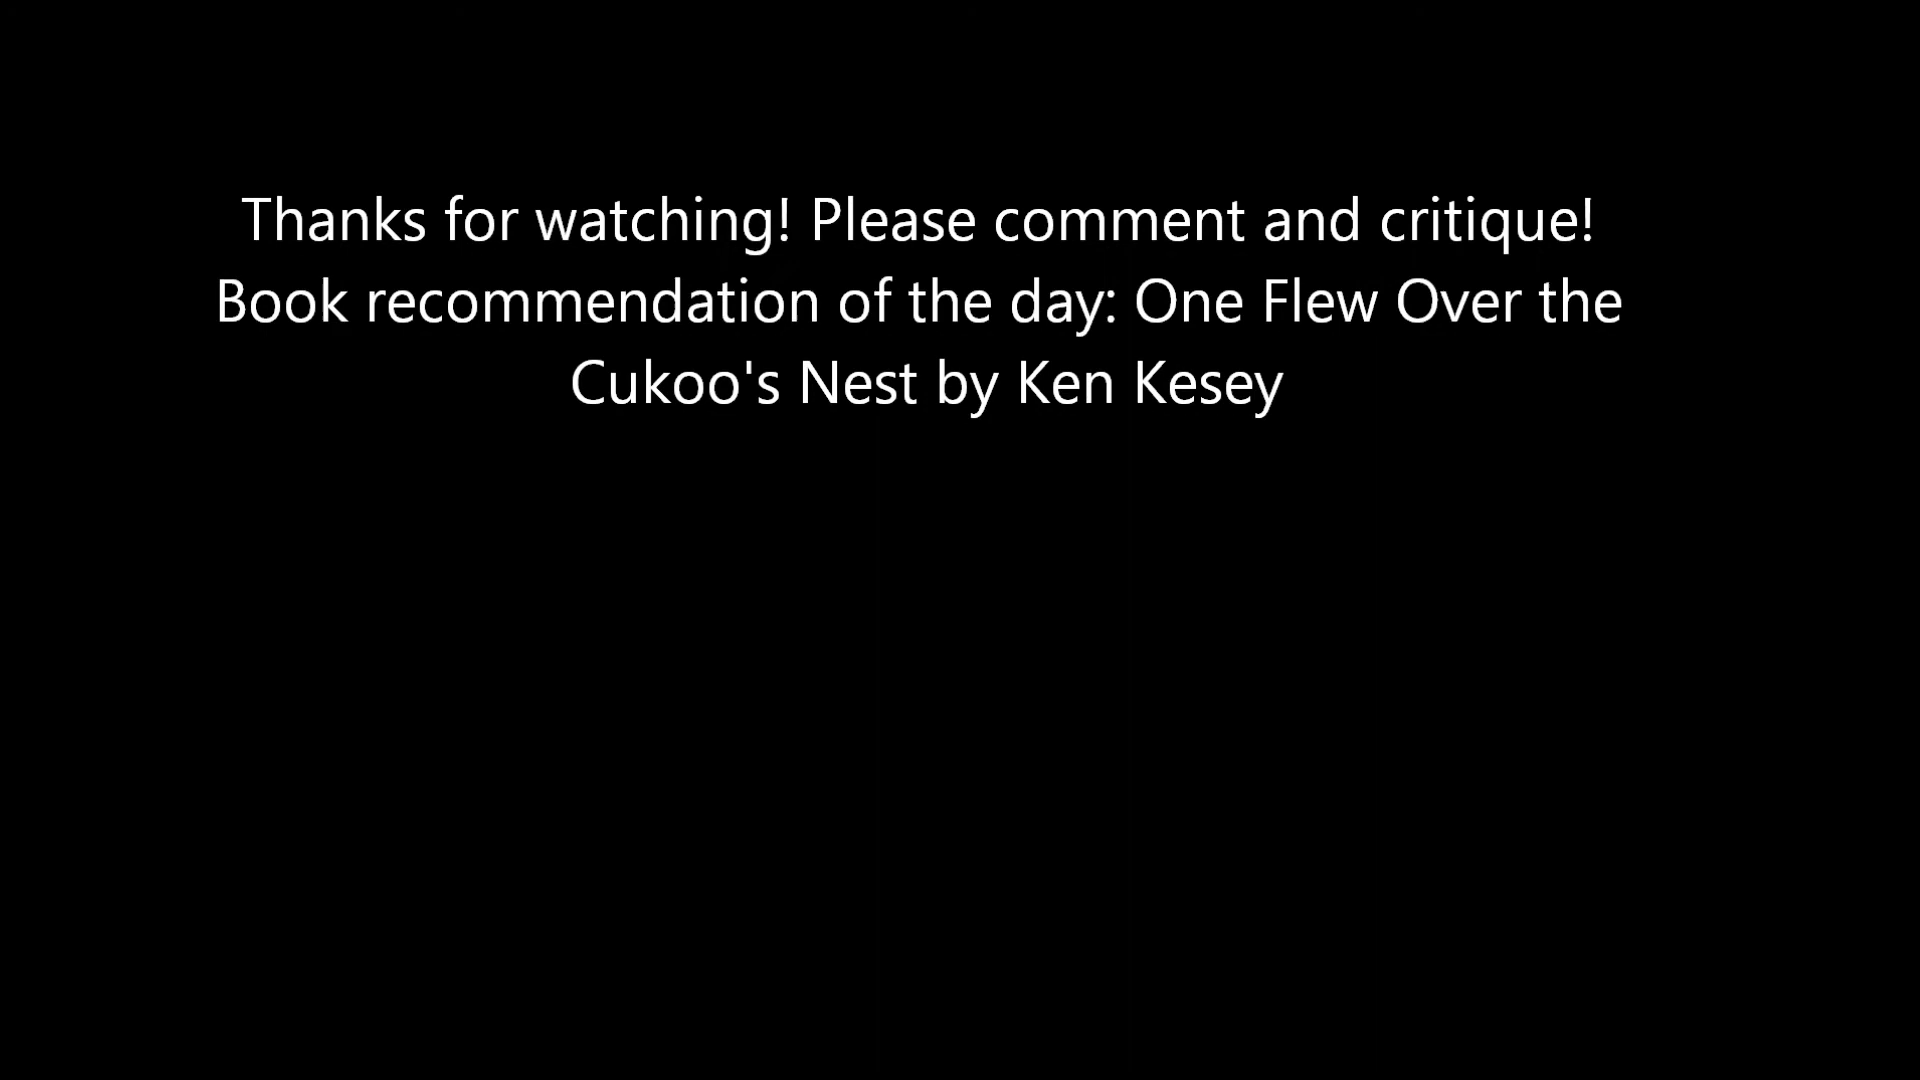 Thanks for watching! Please comment and critique!
Book recommendation of the day: One Flew Over the
Cukoo's Nest by Ken Kesey